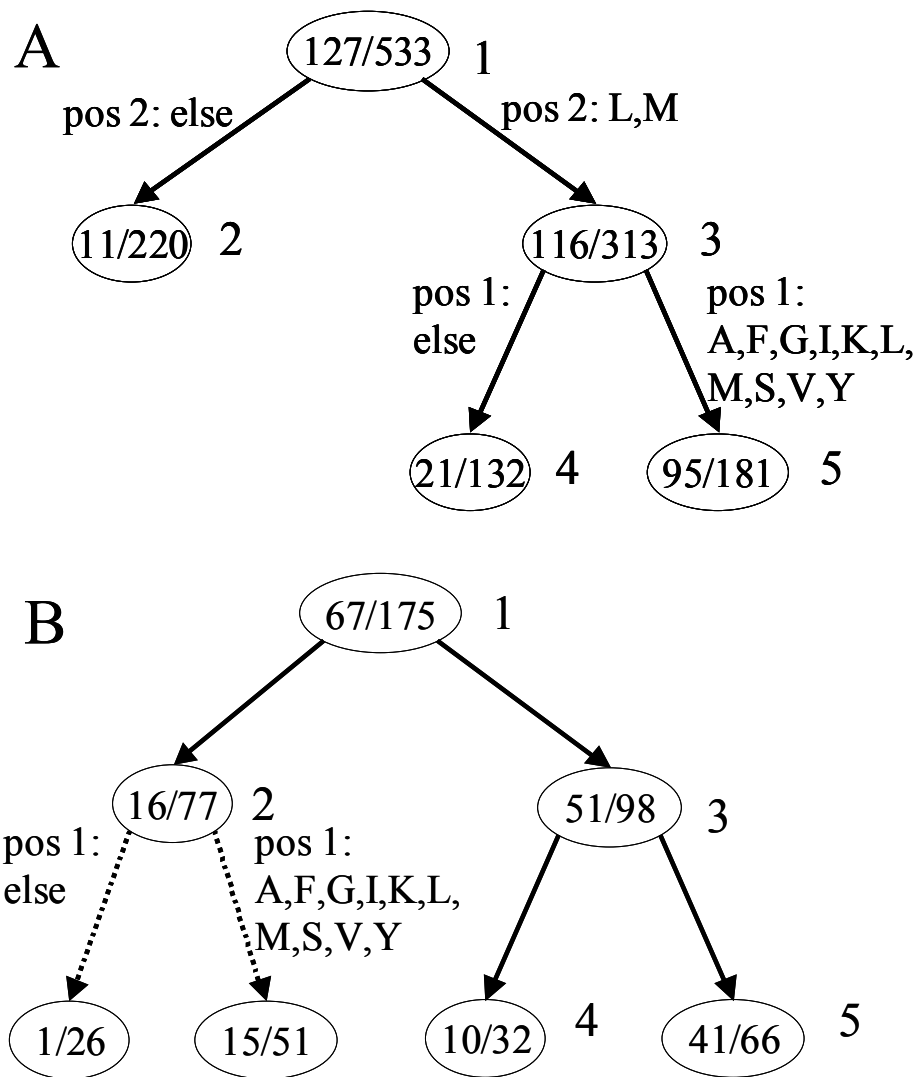 A
127/533
1
pos 2: else
pos 2: L,M
11/220
2
116/313
3
pos 1:
else
pos 1:
A,F,G,I,K,L,
M,S,V,Y
21/132
4
95/181
5
B
67/175
1
16/77
2
51/98
3
pos 1:
else
pos 1:
A,F,G,I,K,L,
M,S,V,Y
1/26
15/51
10/32
4
41/66
5